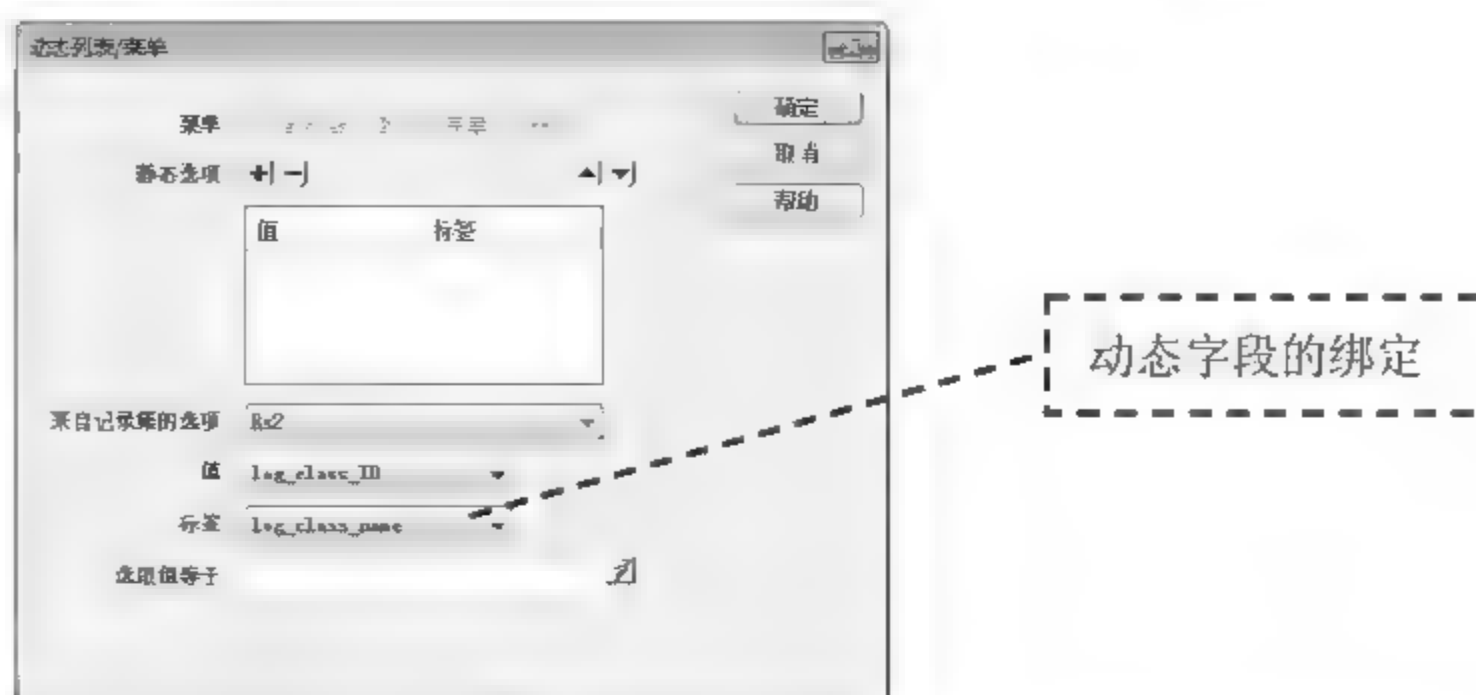 动态列表/菜单
菜单
确定
静态选项
取消
帮助
值 标签
来自记录集的选项 Rs2
值 log_class_ID
标签 log_class_name
选取值等于
动态字段的绑定